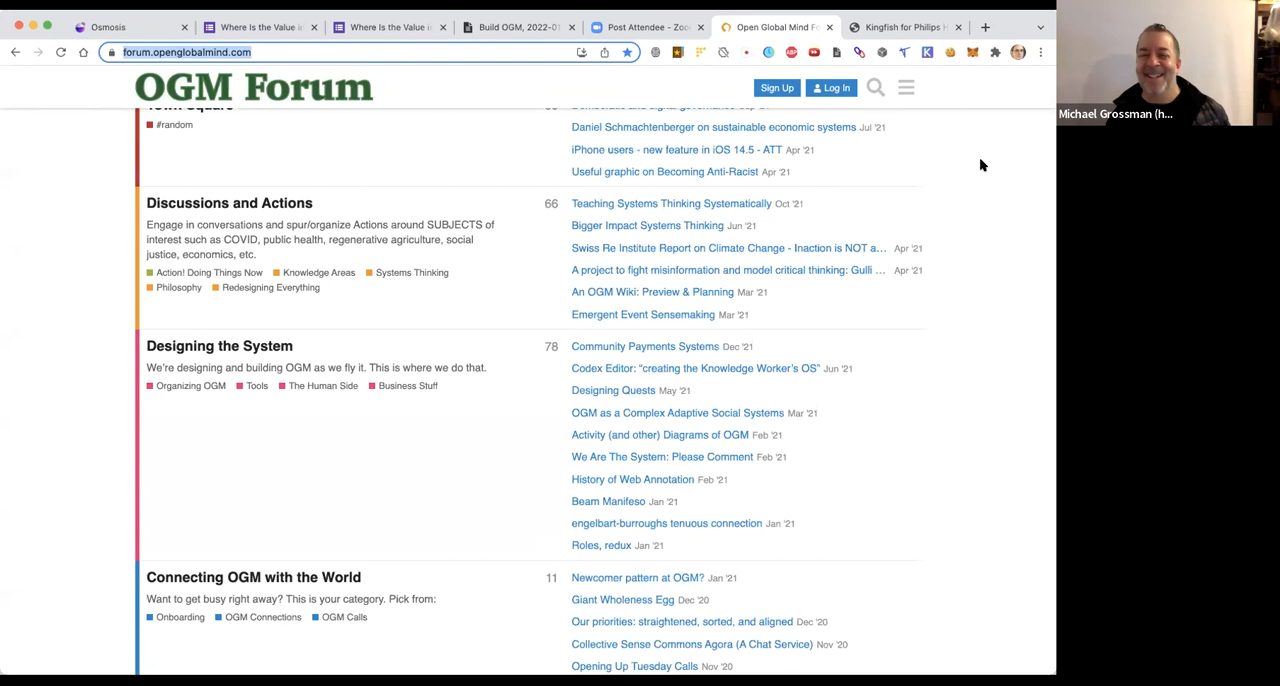 Osmosis
Where Is the Value i
Where Is the Value i
Build OGM, 2022-01
Post Attendee - Zoo
Open Global Mind Fo
Kingfish for Philips H
forum.openglobalmind.com
OGM Forum
Sign Up
Log In
Michael Grossman (h...
#random
Daniel Schmachtenberger on sustainable economic systems Jul '21
iPhone users - new feature in iOS 14.5 - ATT Apr '21
Useful graphic on Becoming Anti-Racist Apr '21
Discussions and Actions
66
Engage in conversations and spur/organize Actions around SUBJECTS of
interest such as COVID, public health, regenerative agriculture, social
justice, economics, etc.
Action! Doing Things Now Knowledge Areas Systems Thinking
Philosophy Redesigning Everything
Teaching Systems Thinking Systematically Oct '21
Bigger Impact Systems Thinking Jun '21
Swiss Re Institute Report on Climate Change - Inaction is NOT a... Apr '21
A project to fight misinformation and model critical thinking: Gulli ... Apr '21
An OGM Wiki: Preview & Planning Mar '21
Emergent Event Sensemaking Mar '21
Designing the System
78
We're designing and building OGM as we fly it. This is where we do that.
Organizing OGM Tools The Human Side Business Stuff
Community Payments Systems Dec '21
Codex Editor: “creating the Knowledge Worker's OS” Jun '21
Designing Quests May '21
OGM as a Complex Adaptive Social Systems Mar '21
Activity (and other) Diagrams of OGM Feb '21
We Are The System: Please Comment Feb '21
History of Web Annotation Feb '21
Beam Manifeso Jan '21
engelbart-burroughs tenuous connection Jan '21
Roles, redux Jan '21
Connecting OGM with the World
11
Want to get busy right away? This is your category. Pick from:
Onboarding OGM Connections OGM Calls
Newcomer pattern at OGM? Jan '21
Giant Wholeness Egg Dec '20
Our priorities: straightened, sorted, and aligned Dec '20
Collective Sense Commons Agora (A Chat Service) Nov '20
Opening Up Tuesday Calls Nov '20